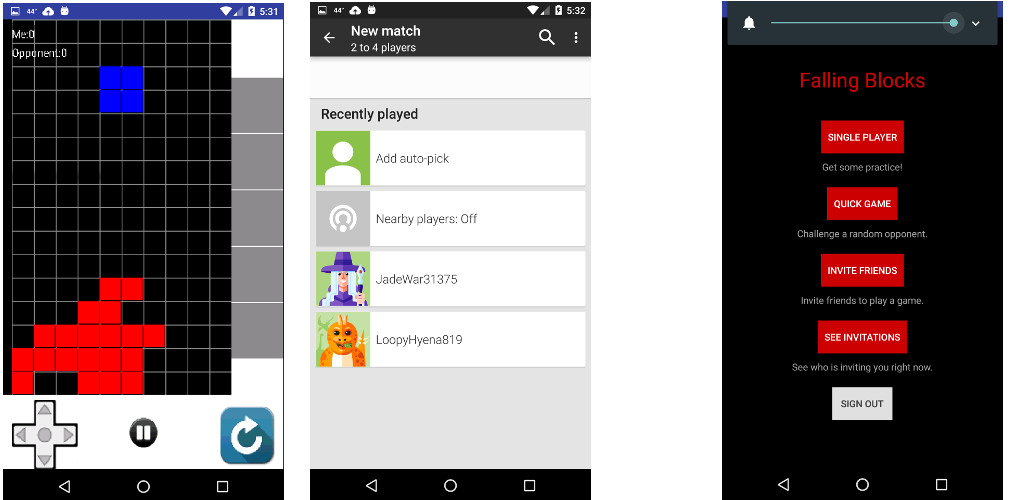 44° 5:31
Me:0
Opponent:0
44° 5:32
New match
2 to 4 players
Recently played
Add auto-pick
Nearby players: Off
JadeWar31375
LoopyHyena819
Falling Blocks
SINGLE PLAYER
Get some practice!
QUICK GAME
Challenge a random opponent.
INVITE FRIENDS
Invite friends to play a game.
SEE INVITATIONS
See who is inviting you right now.
SIGN OUT